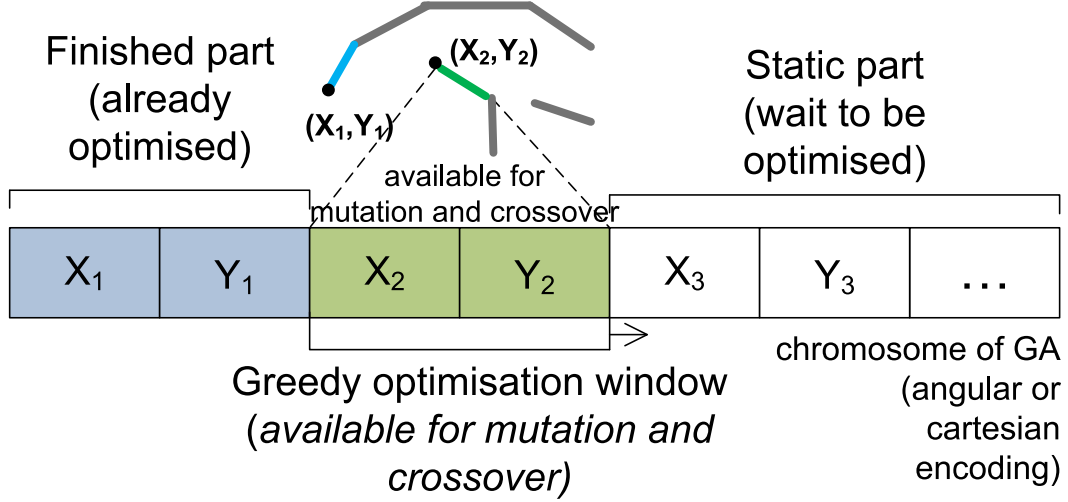 Finished part
(already
optimised)
(X₂,Y₂)
(X₁,Y₁)
Static part
(wait to be
optimised)
available for
mutation and crossover
X₁ Y₁ X₂ Y₂ X₃ Y₃ ...
Greedy optimisation window
(available for mutation and
crossover)
chromosome of GA
(angular or
cartesian
encoding)